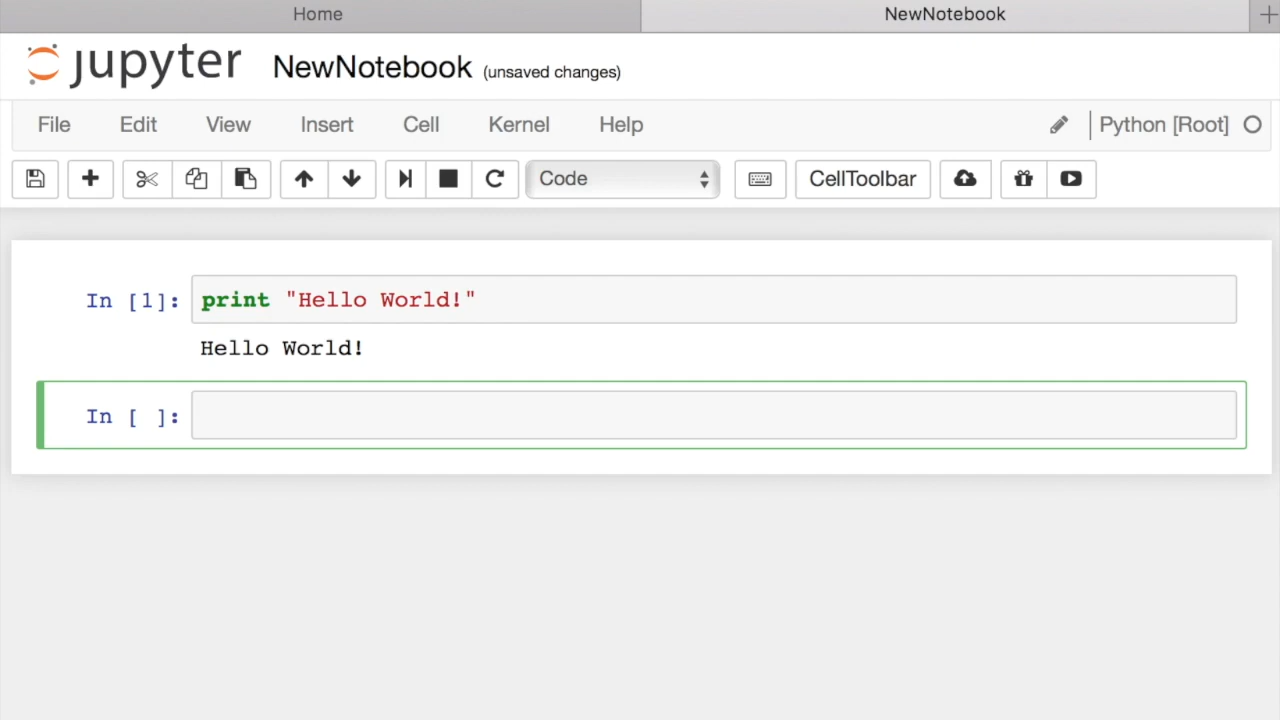 Home
NewNotebook
jupyter NewNotebook (unsaved changes)
File Edit View Insert Cell Kernel Help Python [Root]
Code CellToolbar
In [1]: print "Hello World!"
Hello World!
In [ ]: